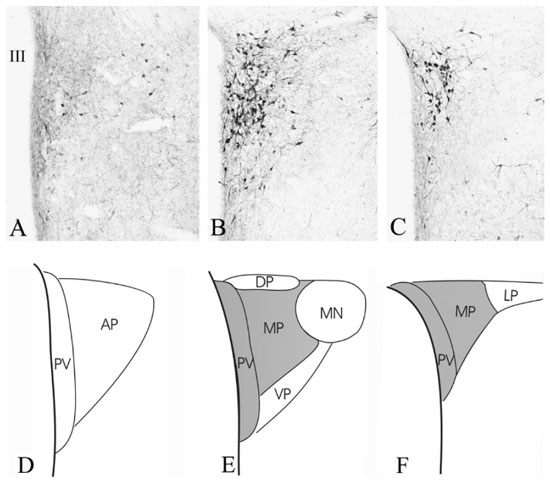 III
A B C
DP
AP MP MN MP LP
PV PV PV
VP
D E F